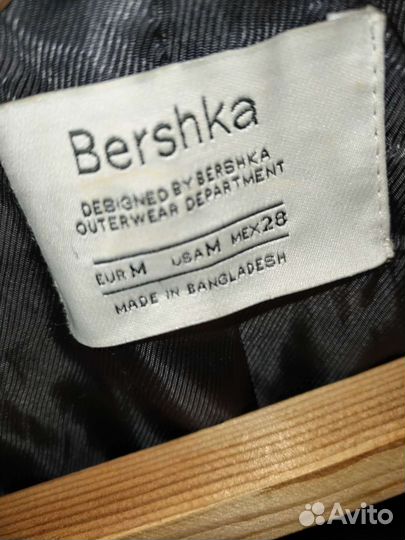 Bershka
DESIGNED BY BERSHKA
OUTERWEAR DEPARTMENT
EUR M USA M MEX 28
MADE IN BANGLADESH
Avito